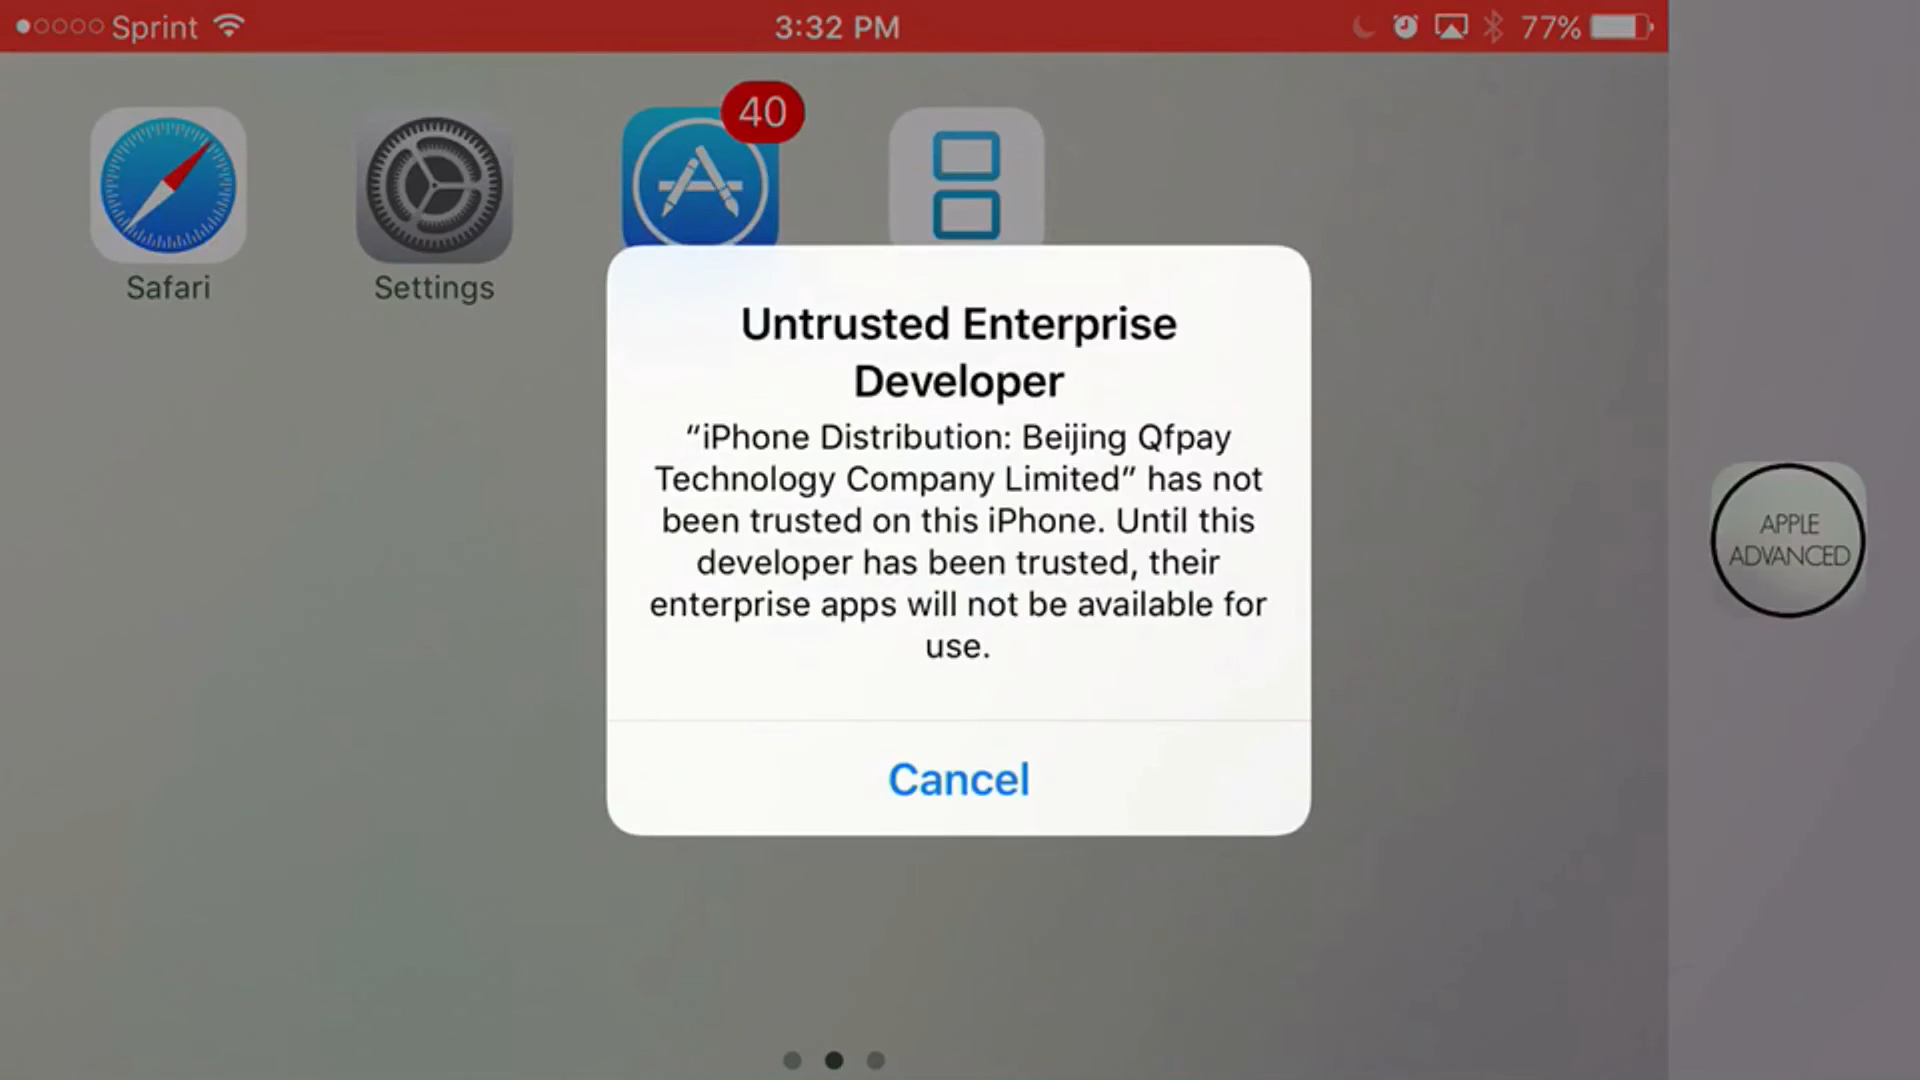 Sprint
3:32 PM
77%
40
Safari
Settings
Untrusted Enterprise
Developer
“iPhone Distribution: Beijing Qfpay
Technology Company Limited” has not
been trusted on this iPhone. Until this
developer has been trusted, their
enterprise apps will not be available for
use.
Cancel
APPLE
ADVANCED